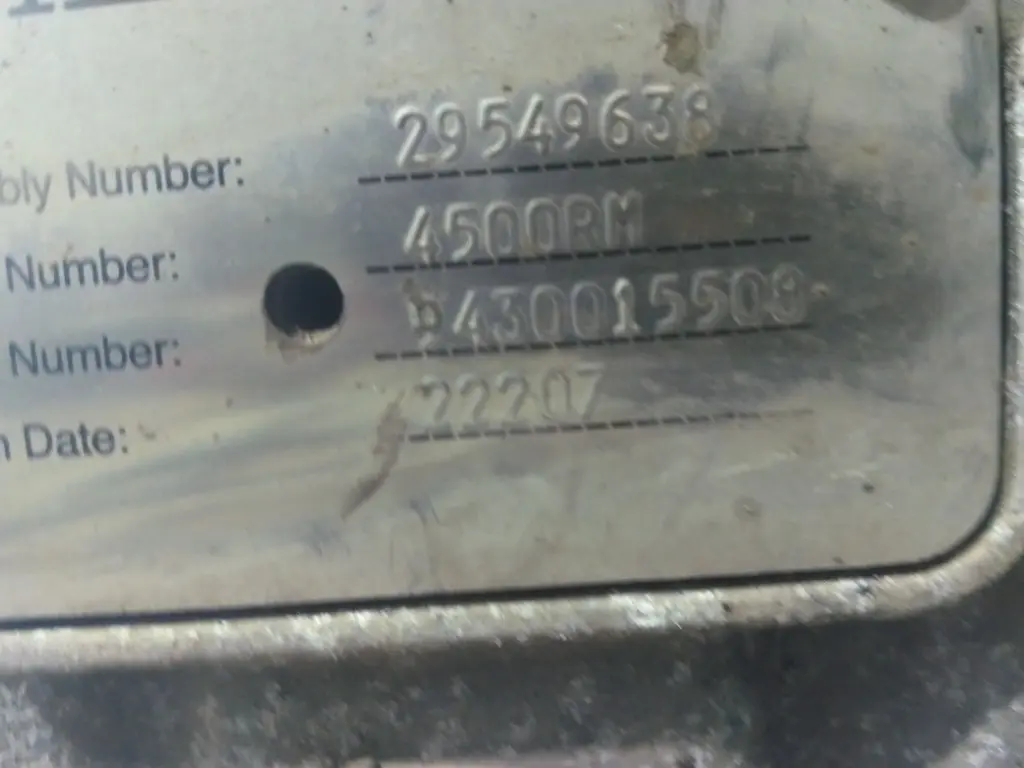 bly Number: 29549638
Number: 4500RM
Number: 6430015508
n Date: 22207